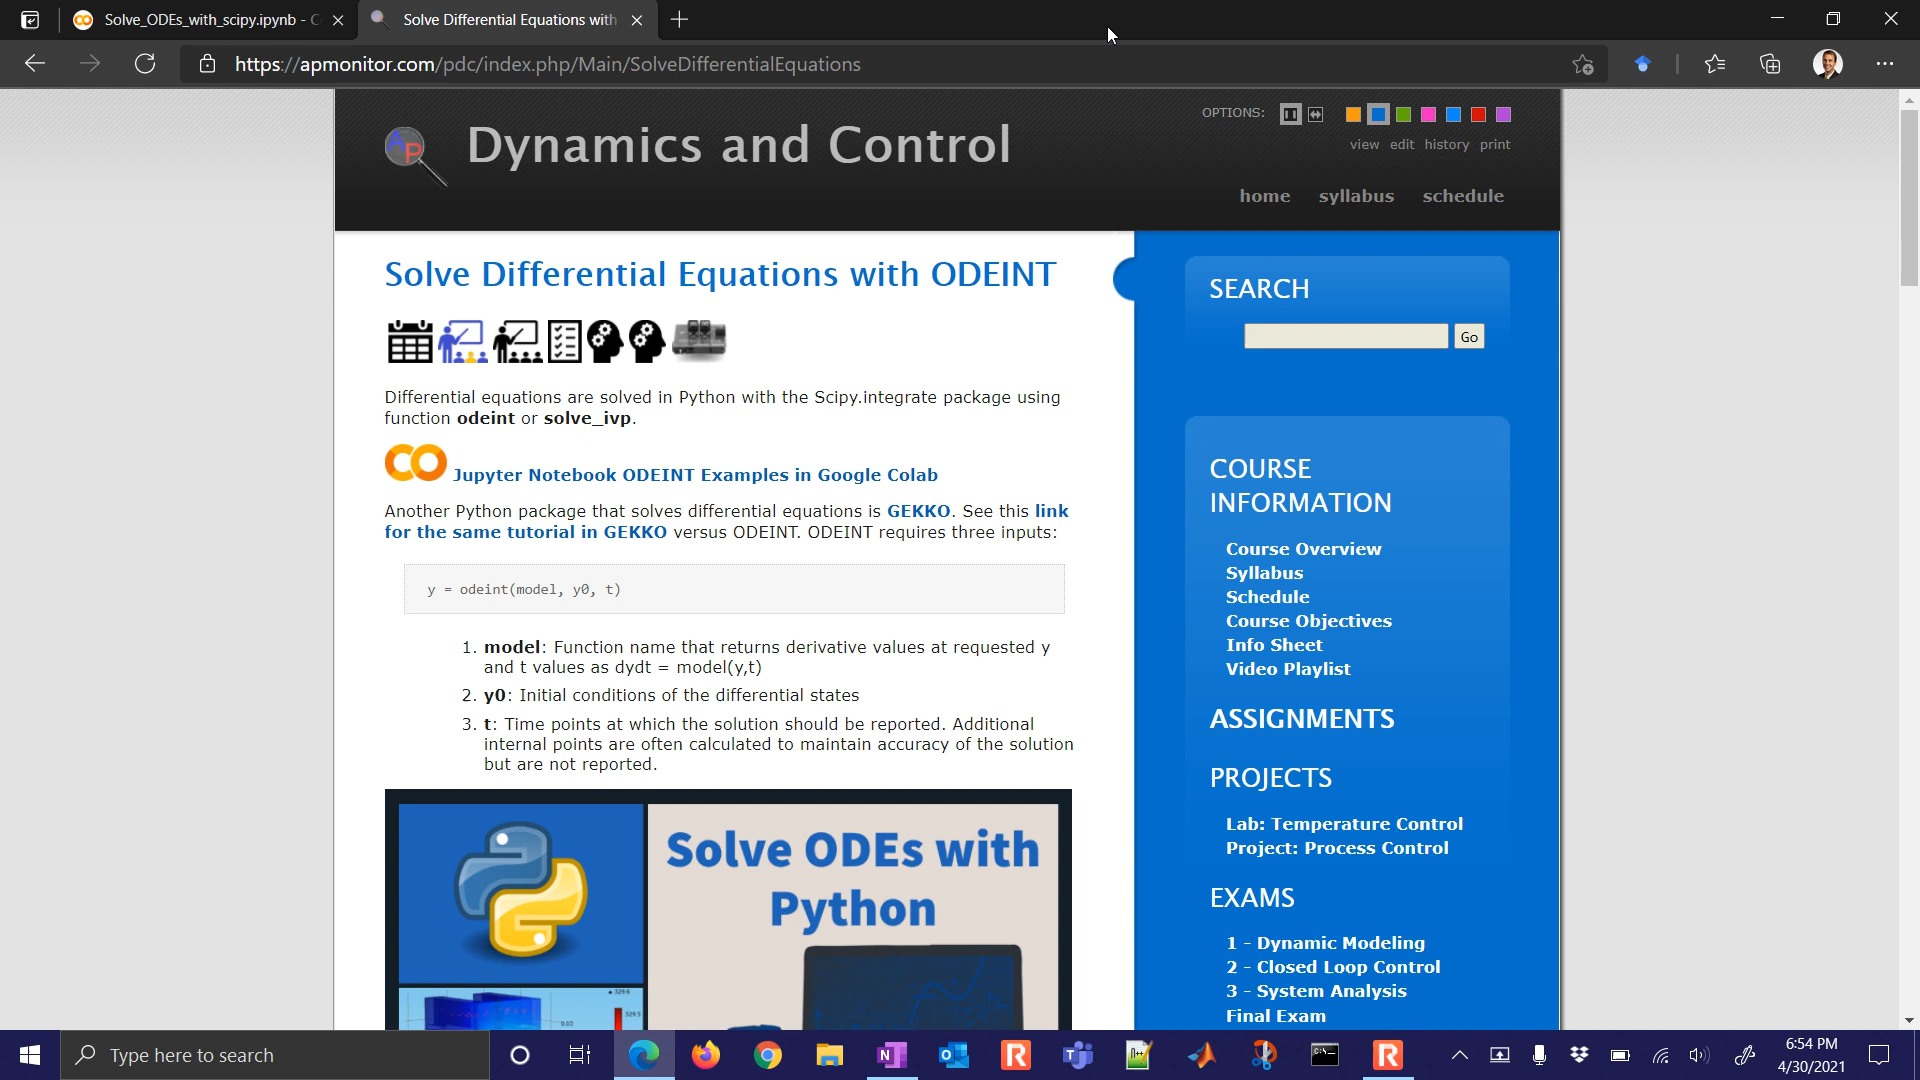 Solve_ODEs_with_scipy.ipynb - C
Solve Differential Equations with
https://apmonitor.com/pdc/index.php/Main/SolveDifferentialEquations
Dynamics and Control
OPTIONS:
view edit history print
home syllabus schedule
Solve Differential Equations with ODEINT
Differential equations are solved in Python with the Scipy.integrate package using
function odeint or solve_ivp.
Jupyter Notebook ODEINT Examples in Google Colab
Another Python package that solves differential equations is GEKKO. See this link
for the same tutorial in GEKKO versus ODEINT. ODEINT requires three inputs:
y = odeint(model, y0, t)
1. model: Function name that returns derivative values at requested y
and t values as dydt = model(y,t)
2. y0: Initial conditions of the differential states
3. t: Time points at which the solution should be reported. Additional
internal points are often calculated to maintain accuracy of the solution
but are not reported.
Solve ODEs with
Python
SEARCH
Go
COURSE
INFORMATION
Course Overview
Syllabus
Schedule
Course Objectives
Info Sheet
Video Playlist
ASSIGNMENTS
PROJECTS
Lab: Temperature Control
Project: Process Control
EXAMS
1 - Dynamic Modeling
2 - Closed Loop Control
3 - System Analysis
Final Exam
Type here to search
6:54 PM
4/30/2021